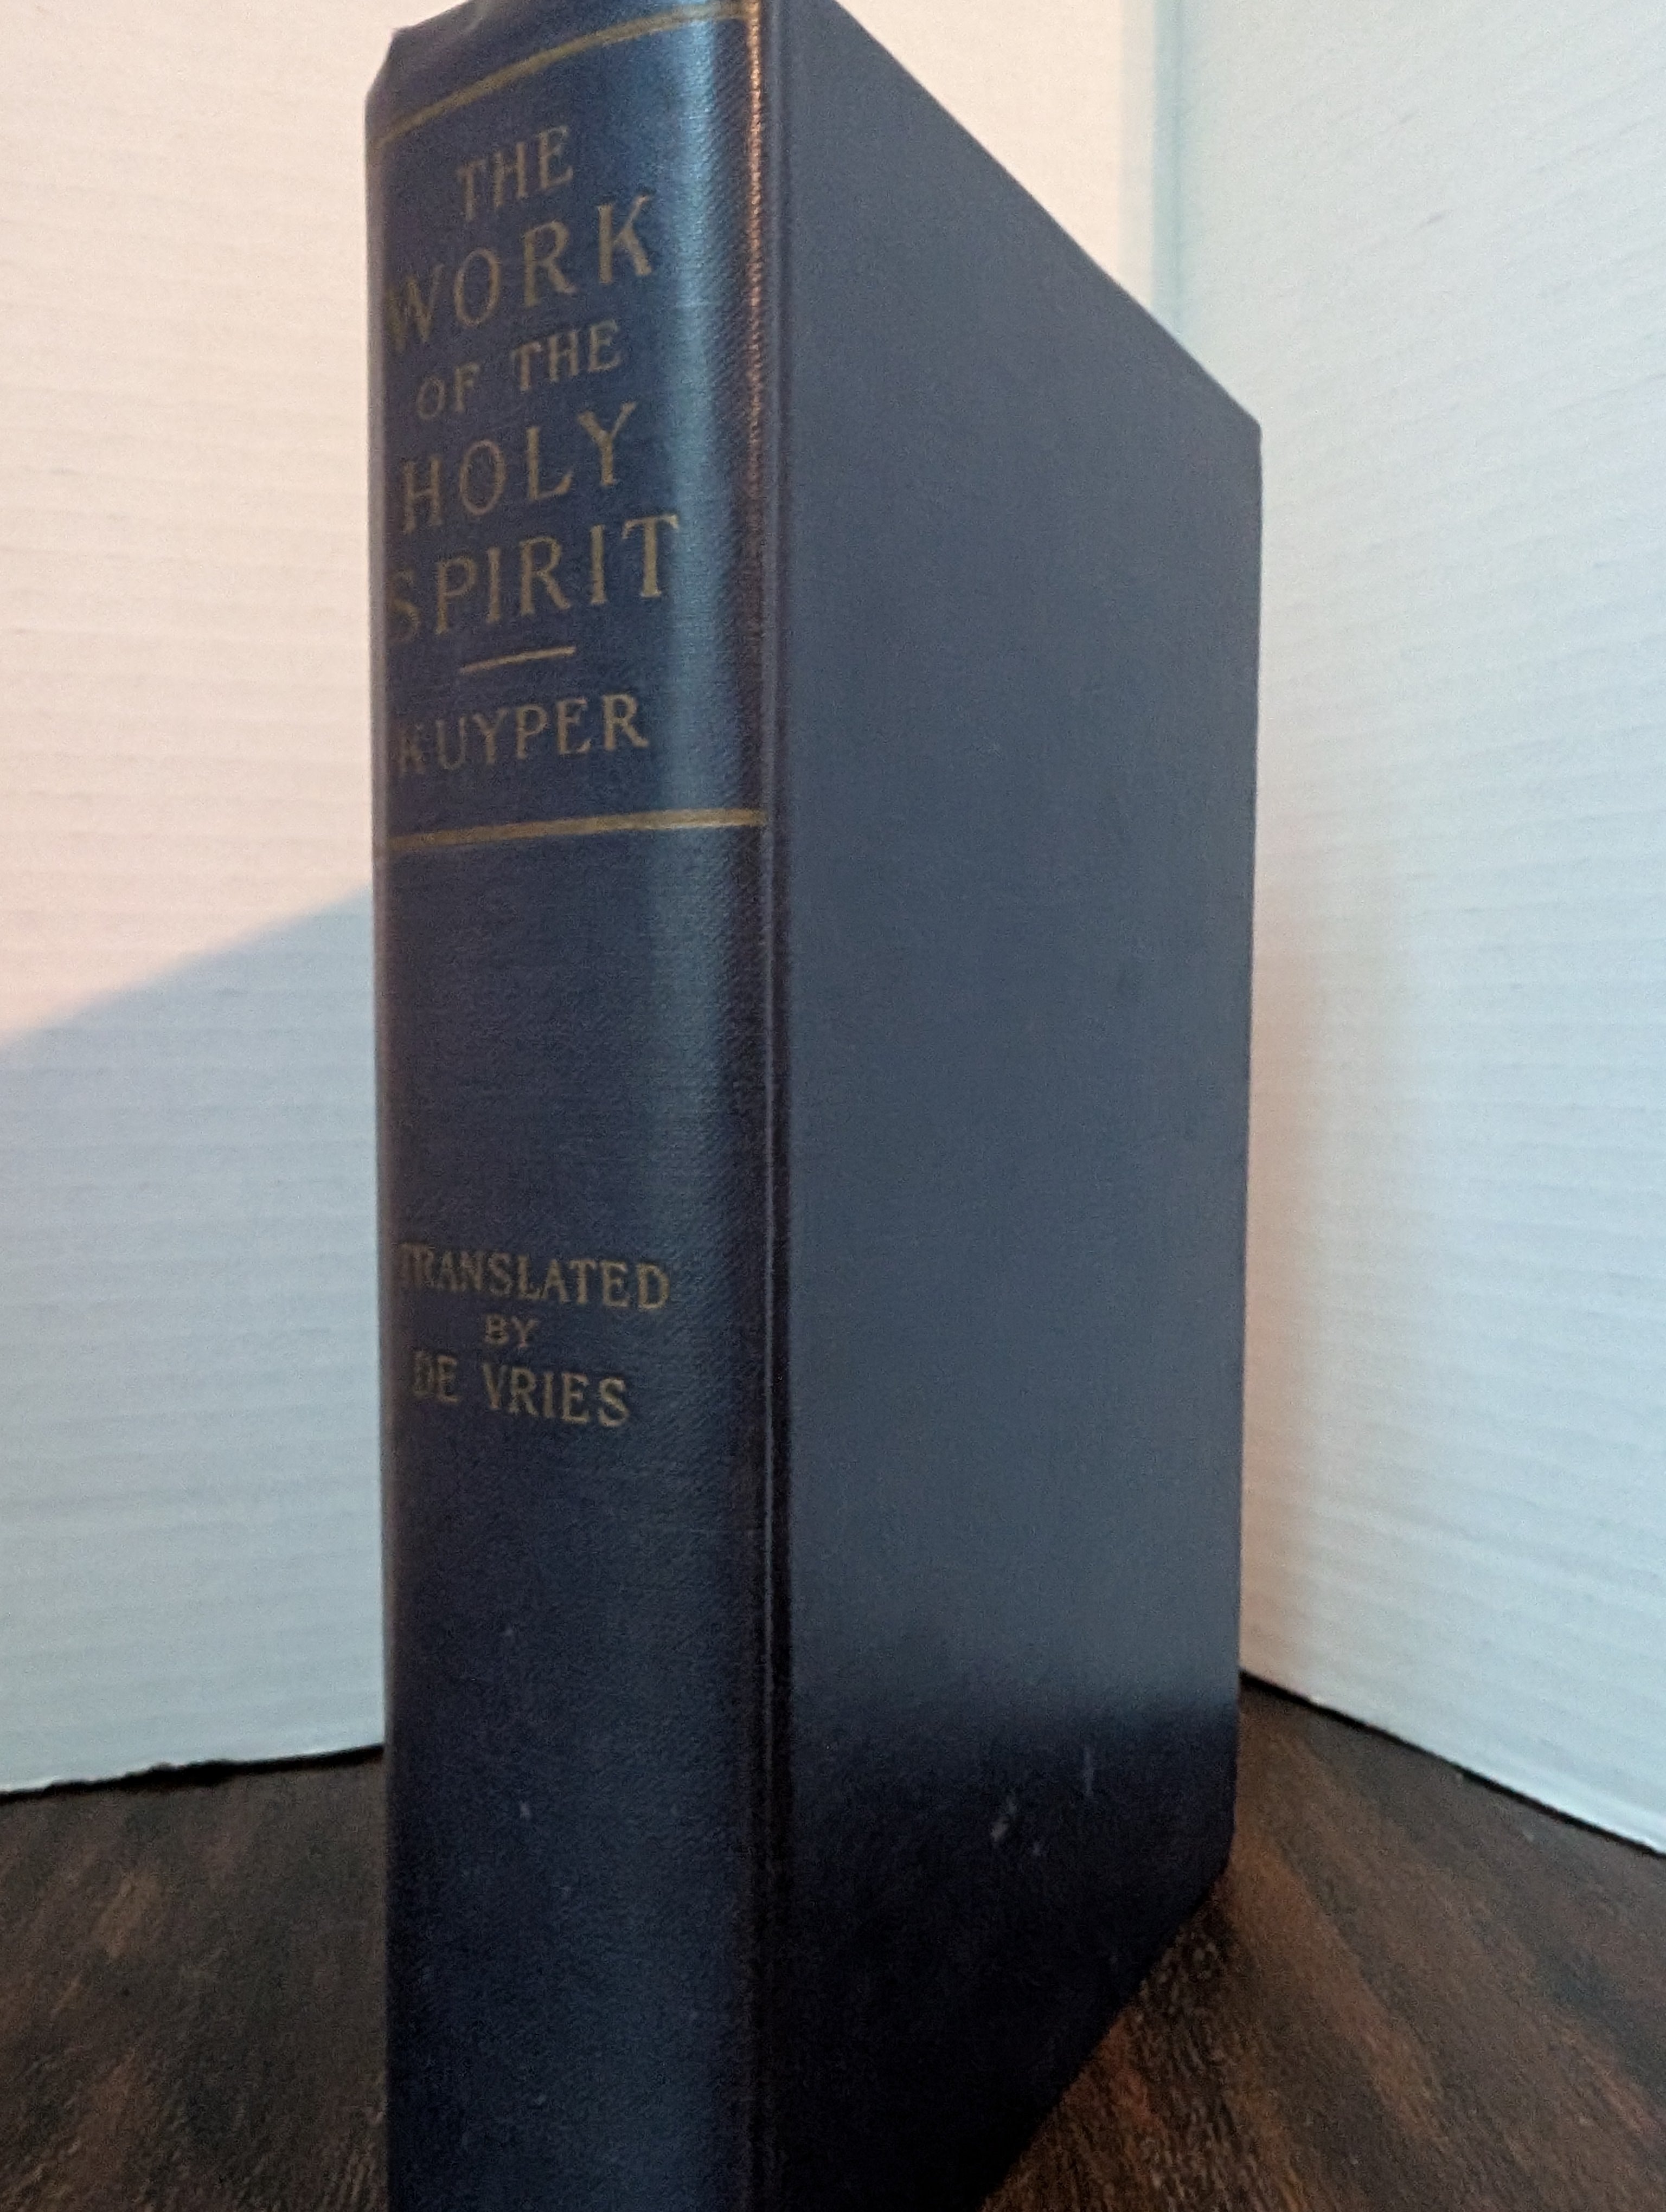 THE
WORK
OF THE
HOLY
SPIRIT
KUYPER
TRANSLATED
BY
DE VRIES